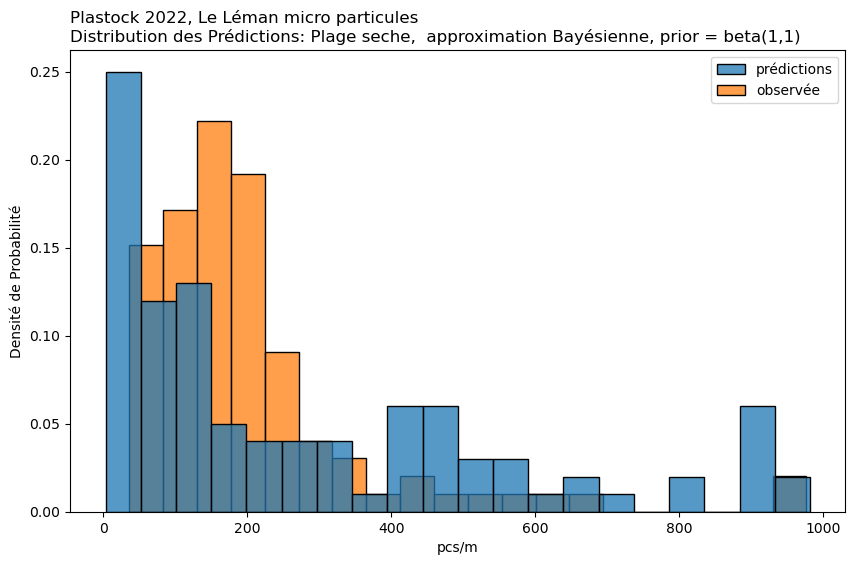 Plastock 2022, Le Léman micro particules
Distribution des Prédictions: Plage seche,  approximation Bayésienne, prior = beta(1,1)
prédictions
observée
Densité de Probabilité
0.25
0.20
0.15
0.10
0.05
0.00
0
200
400
600
800
1000
pcs/m